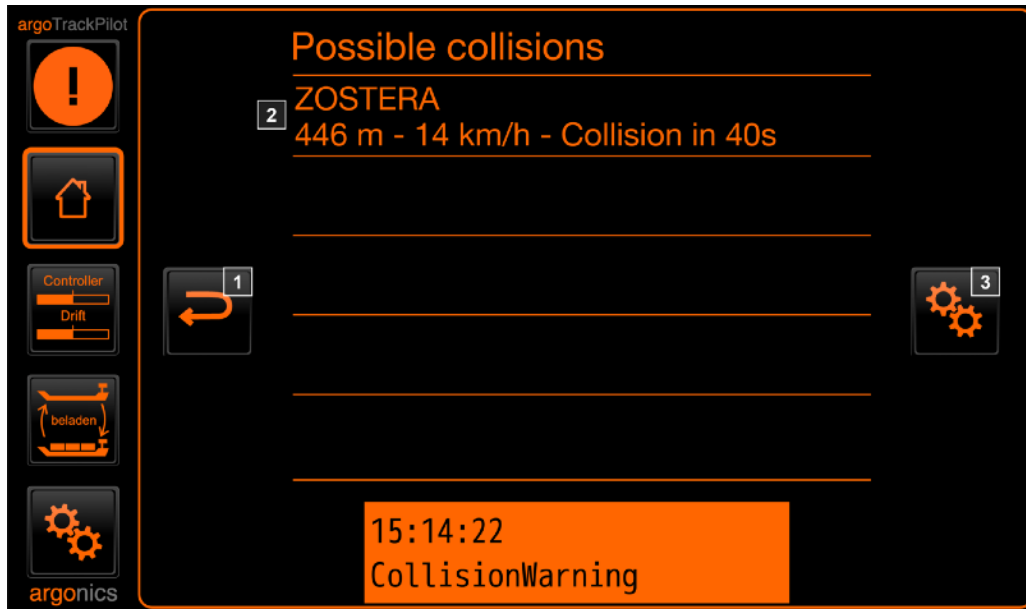 argoTrackPilot
!
Controller
Drift
beladen
argonics
Possible collisions
2
ZOSTERA
446 m - 14 km/h - Collision in 40s
1
3
15:14:22
CollisionWarning